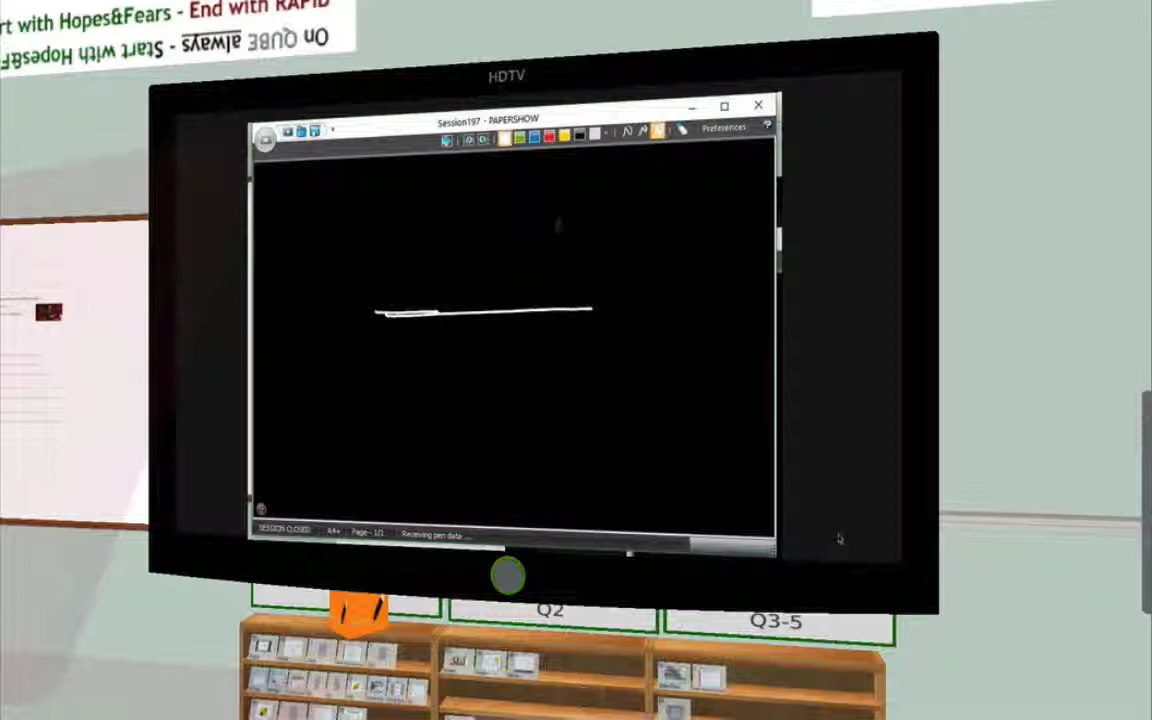 rt with Hopes&Fears - End with RAPID
On QUBE always - Start with Hopes&F
HDTV
Session197 - PAPERSHOW
Preferences
?
SESSION CLOSED A4+ Page - 1/1 Receiving pen data ...
Q2
Q3-5